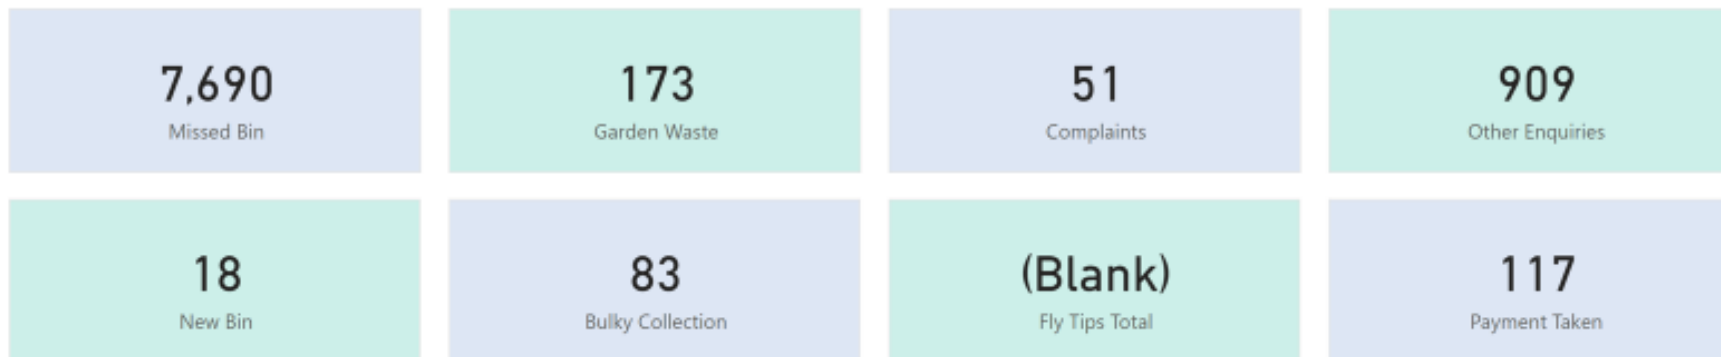 7,690
Missed Bin
173
Garden Waste
51
Complaints
909
Other Enquiries
18
New Bin
83
Bulky Collection
(Blank)
Fly Tips Total
117
Payment Taken